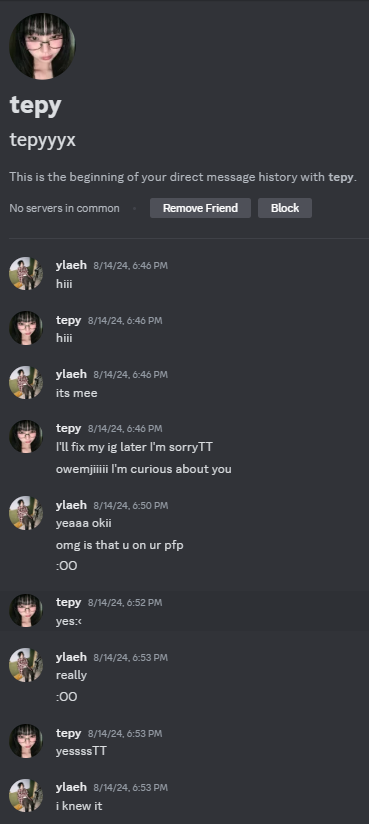 tepy
tepyyyx
This is the beginning of your direct message history with tepy.
No servers in common
Remove Friend
Block
ylaeh 8/14/24, 6:46 PM
hiii
tepy 8/14/24, 6:46 PM
hiii
ylaeh 8/14/24, 6:46 PM
its mee
tepy 8/14/24, 6:46 PM
I'll fix my ig later I'm sorryTT
owemjiiiii I'm curious about you
ylaeh 8/14/24, 6:50 PM
yeaaa okii
omg is that u on ur pfp
:OO
tepy 8/14/24, 6:52 PM
yes:‹
ylaeh 8/14/24, 6:53 PM
really
:OO
tepy 8/14/24, 6:53 PM
yessssTT
ylaeh 8/14/24, 6:53 PM
i knew it